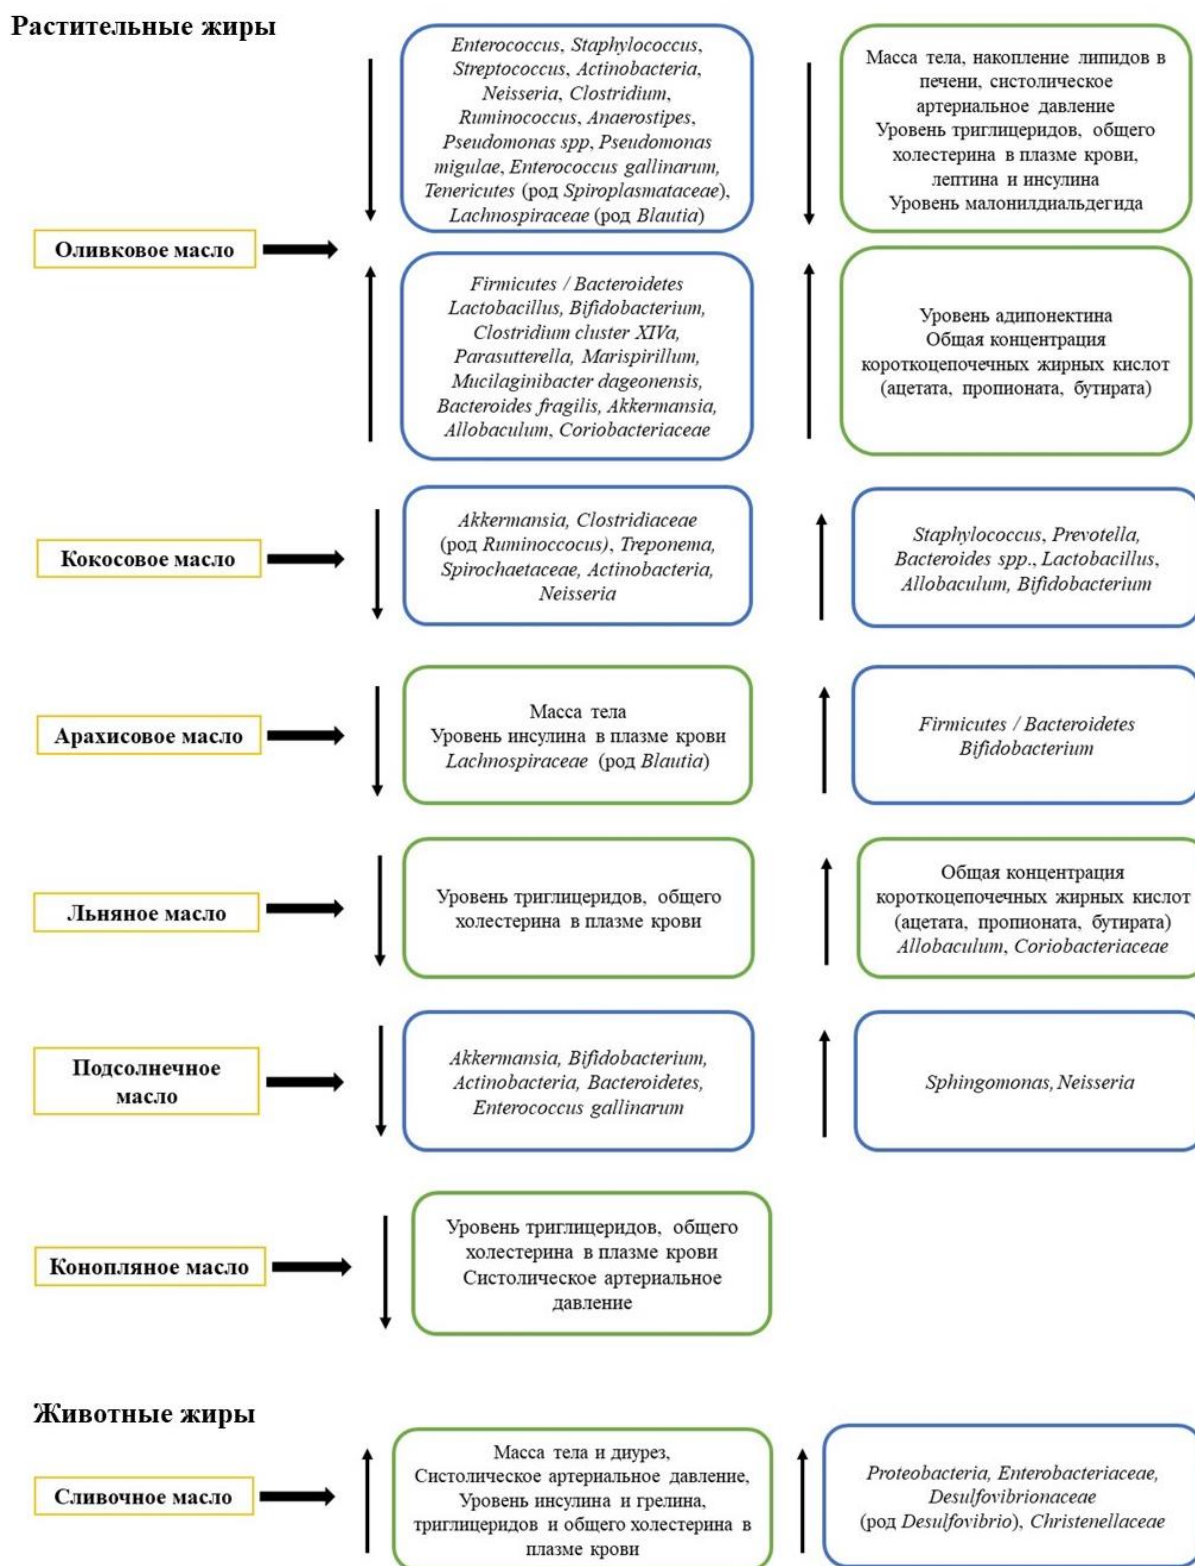 Растительные жиры
Enterococcus, Staphylococcus,
Streptococcus, Actinobacteria,
Neisseria, Clostridium,
Ruminococcus, Anaerostipes,
Pseudomonas spp, Pseudomonas
migulae, Enterococcus gallinarum,
Tenericutes (род Spiroplasmataceae),
Lachnospiraceae (род Blautia)
Масса тела, накопление липидов в
печени, систолическое
артериальное давление
Уровень триглицеридов, общего
холестерина в плазме крови,
лептина и инсулина
Уровень малонилдиальдегида
Оливковое масло
Firmicutes / Bacteroidetes
Lactobacillus, Bifidobacterium,
Clostridium cluster XIVa,
Parasutterella, Marispirillum,
Mucilaginibacter dageonensis,
Bacteroides fragilis, Akkermansia,
Allobaculum, Coriobacteriaceae
Уровень адипонектина
Общая концентрация
короткоцепочечных жирных кислот
(ацетата, пропионата, бутирата)
Кокосовое масло
Akkermansia, Clostridiaceae
(род Ruminoccocus), Treponema,
Spirochaetaceae, Actinobacteria,
Neisseria
Staphylococcus, Prevotella,
Bacteroides spp., Lactobacillus,
Allobaculum, Bifidobacterium
Арахисовое масло
Масса тела
Уровень инсулина в плазме крови
Lachnospiraceae (род Blautia)
Firmicutes / Bacteroidetes
Bifidobacterium
Льняное масло
Уровень триглицеридов, общего
холестерина в плазме крови
Общая концентрация
короткоцепочечных жирных кислот
(ацетата, пропионата, бутирата)
Allobaculum, Coriobacteriaceae
Подсолнечное
масло
Akkermansia, Bifidobacterium,
Actinobacteria, Bacteroidetes,
Enterococcus gallinarum
Sphingomonas, Neisseria
Конопляное масло
Уровень триглицеридов, общего
холестерина в плазме крови
Систолическое артериальное
давление
Животные жиры
Сливочное масло
Масса тела и диурез,
Систолическое артериальное давление,
Уровень инсулина и грелина,
триглицеридов и общего холестерина в
плазме крови
Proteobacteria, Enterobacteriaceae,
Desulfovibrionaceae
(род Desulfovibrio), Christenellaceae